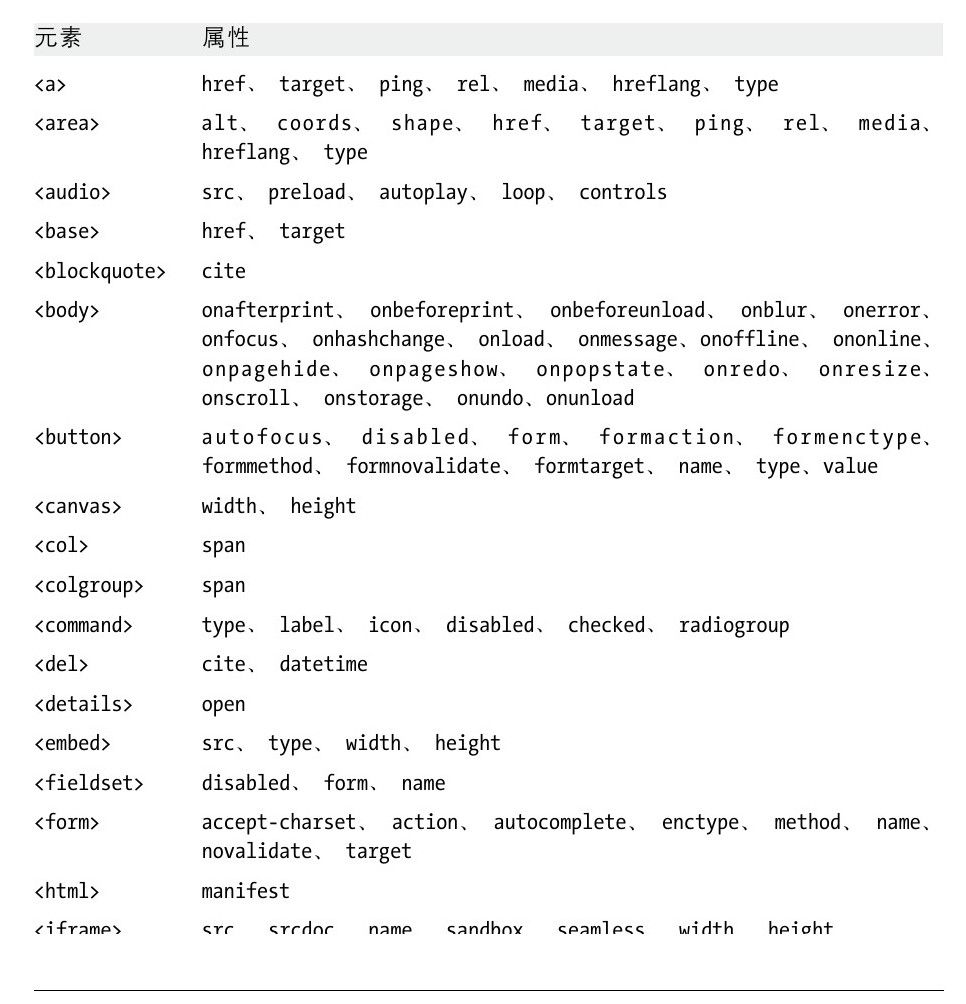 元素 属性
<a> href、 target、 ping、 rel、 media、 hreflang、 type
<area> alt、 coords、 shape、 href、 target、 ping、 rel、 media、
hreflang、 type
<audio> src、 preload、 autoplay、 loop、 controls
<base> href、 target
<blockquote> cite
<body> onafterprint、 onbeforeprint、 onbeforeunload、 onblur、 onerror、
onfocus、 onhashchange、 onload、 onmessage、onoffline、 ononline、
onpagehide、 onpageshow、 onpopstate、 onredo、 onresize、
onscroll、 onstorage、 onundo、onunload
<button> autofocus、 disabled、 form、 formaction、 formenctype、
formmethod、 formnovalidate、 formtarget、 name、 type、value
<canvas> width、 height
<col> span
<colgroup> span
<command> type、 label、 icon、 disabled、 checked、 radiogroup
<del> cite、 datetime
<details> open
<embed> src、 type、 width、 height
<fieldset> disabled、 form、 name
<form> accept-charset、 action、 autocomplete、 enctype、 method、 name、
novalidate、 target
<html> manifest
<iframe> src srcdoc name sandbox seamless width height